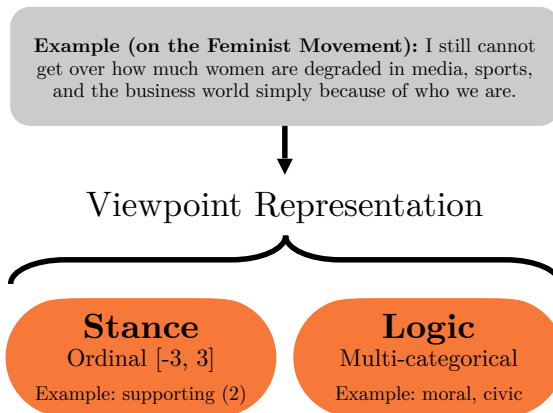 Example (on the Feminist Movement): I still cannot
get over how much women are degraded in media, sports,
and the business world simply because of who we are.
Viewpoint Representation
Stance
Ordinal [-3, 3]
Example: supporting (2)
Logic
Multi-categorical
Example: moral, civic